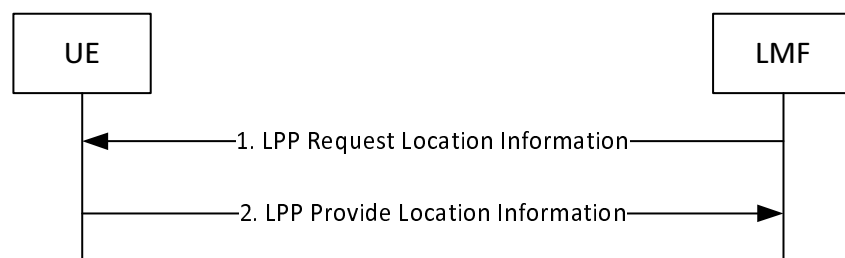 UE
LMF
1. LPP Request Location Information
2. LPP Provide Location Information